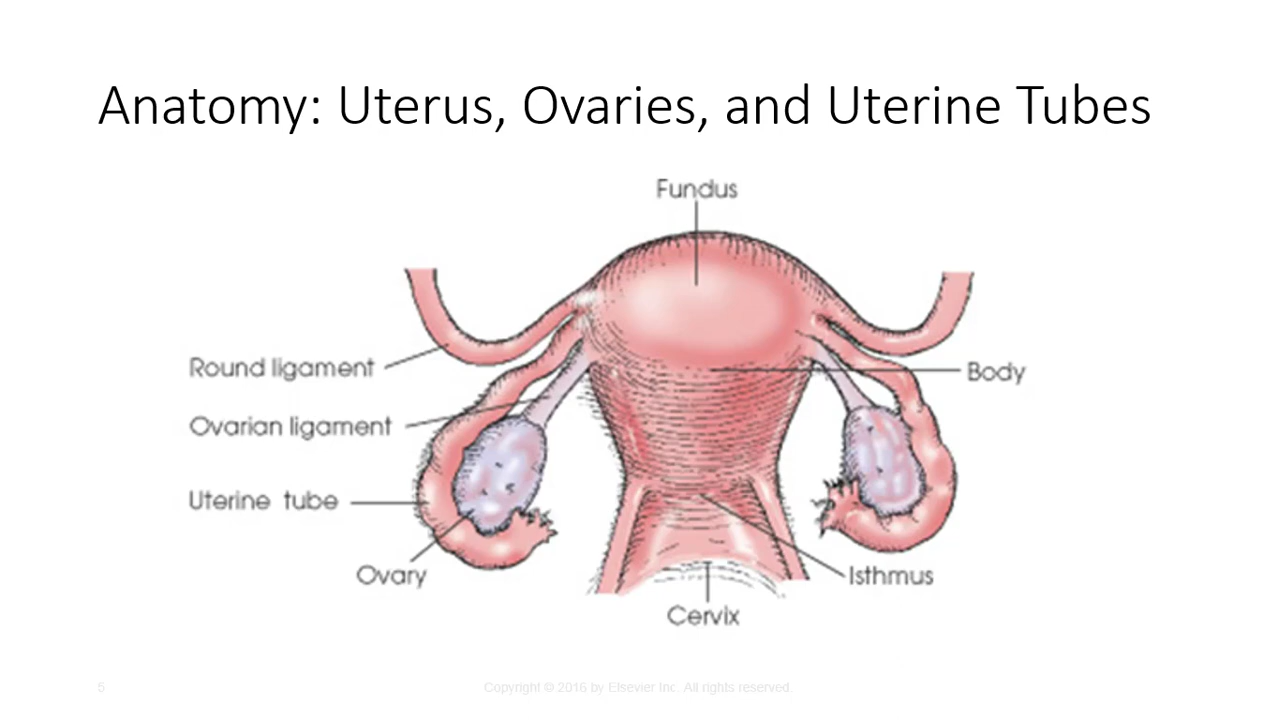 Anatomy: Uterus, Ovaries, and Uterine Tubes
Fundus
Round ligament
Body
Ovarian ligament
Uterine tube
Ovary
Isthmus
Cervix
5
Copyright © 2016 by Elsevier Inc. All rights reserved.